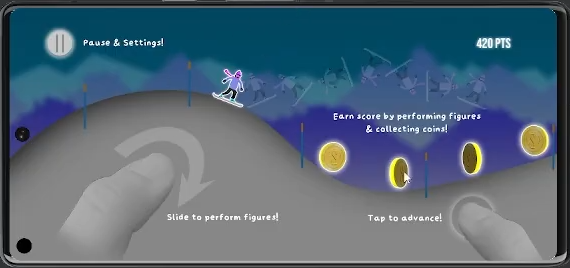 Pause & Settings!
420 PTS
Earn score by performing figures
& collecting coins!
Slide to perform figures!
Tap to advance!